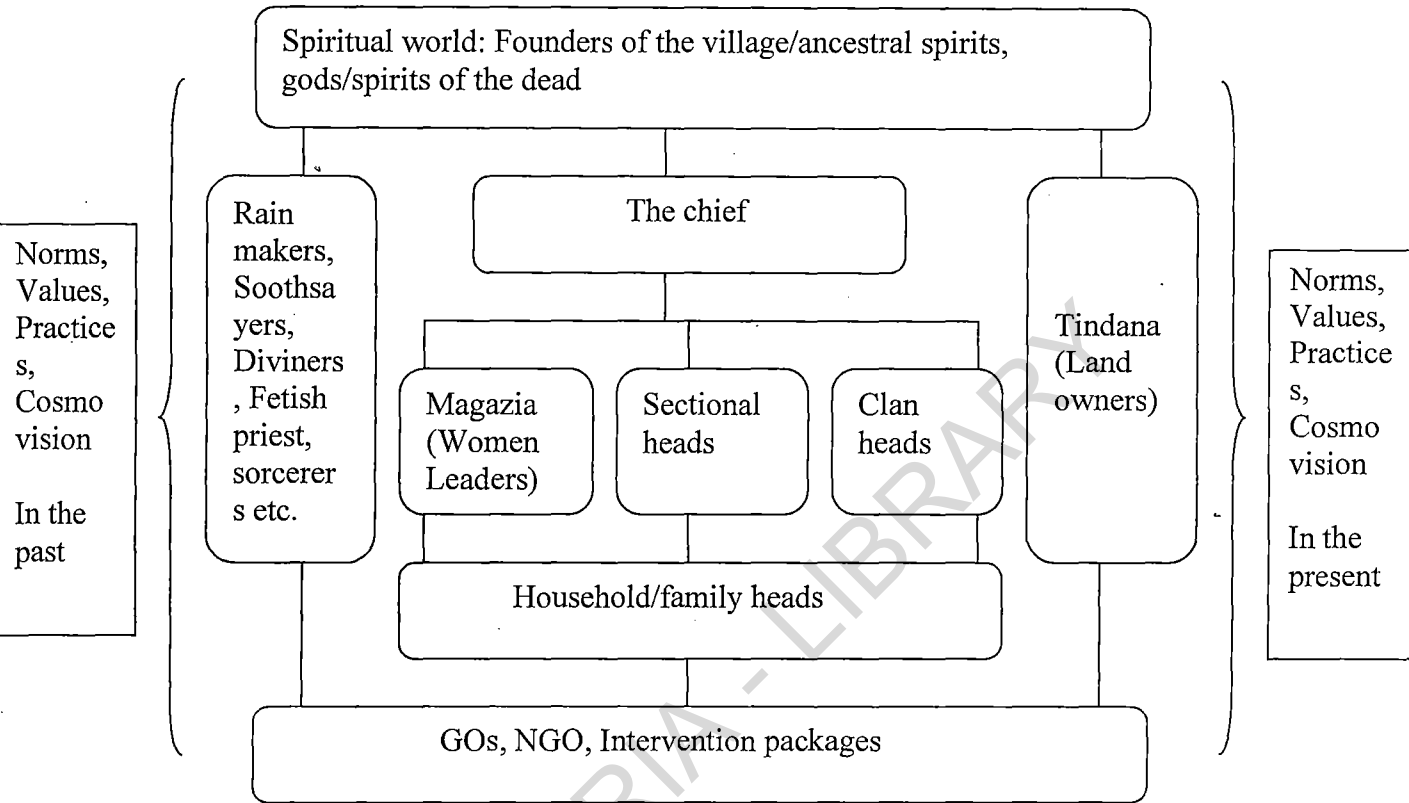 Spiritual world: Founders of the village/ancestral spirits,
gods/spirits of the dead
Norms,
Values,
Practice
s,
Cosmo
vision
In the
past
Rain
makers,
Soothsa
yers,
Diviners
, Fetish
priest,
sorcerer
s etc.
The chief
Magazia
(Women
Leaders)
Sectional
heads
Clan
heads
Tindana
(Land
owners)
Norms,
Values,
Practice
s,
Cosmo
vision
In the
present
Household/family heads
GOs, NGO, Intervention packages
RIA - LIBRARY